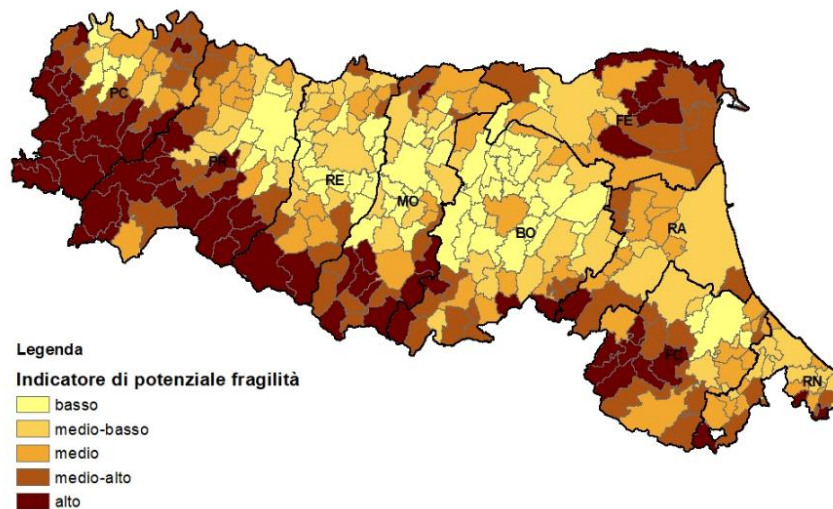 PC
PR
RE
MO
BO
FE
RA
FC
RN
Legenda
Indicatore di potenziale fragilità
basso
medio-basso
medio
medio-alto
alto